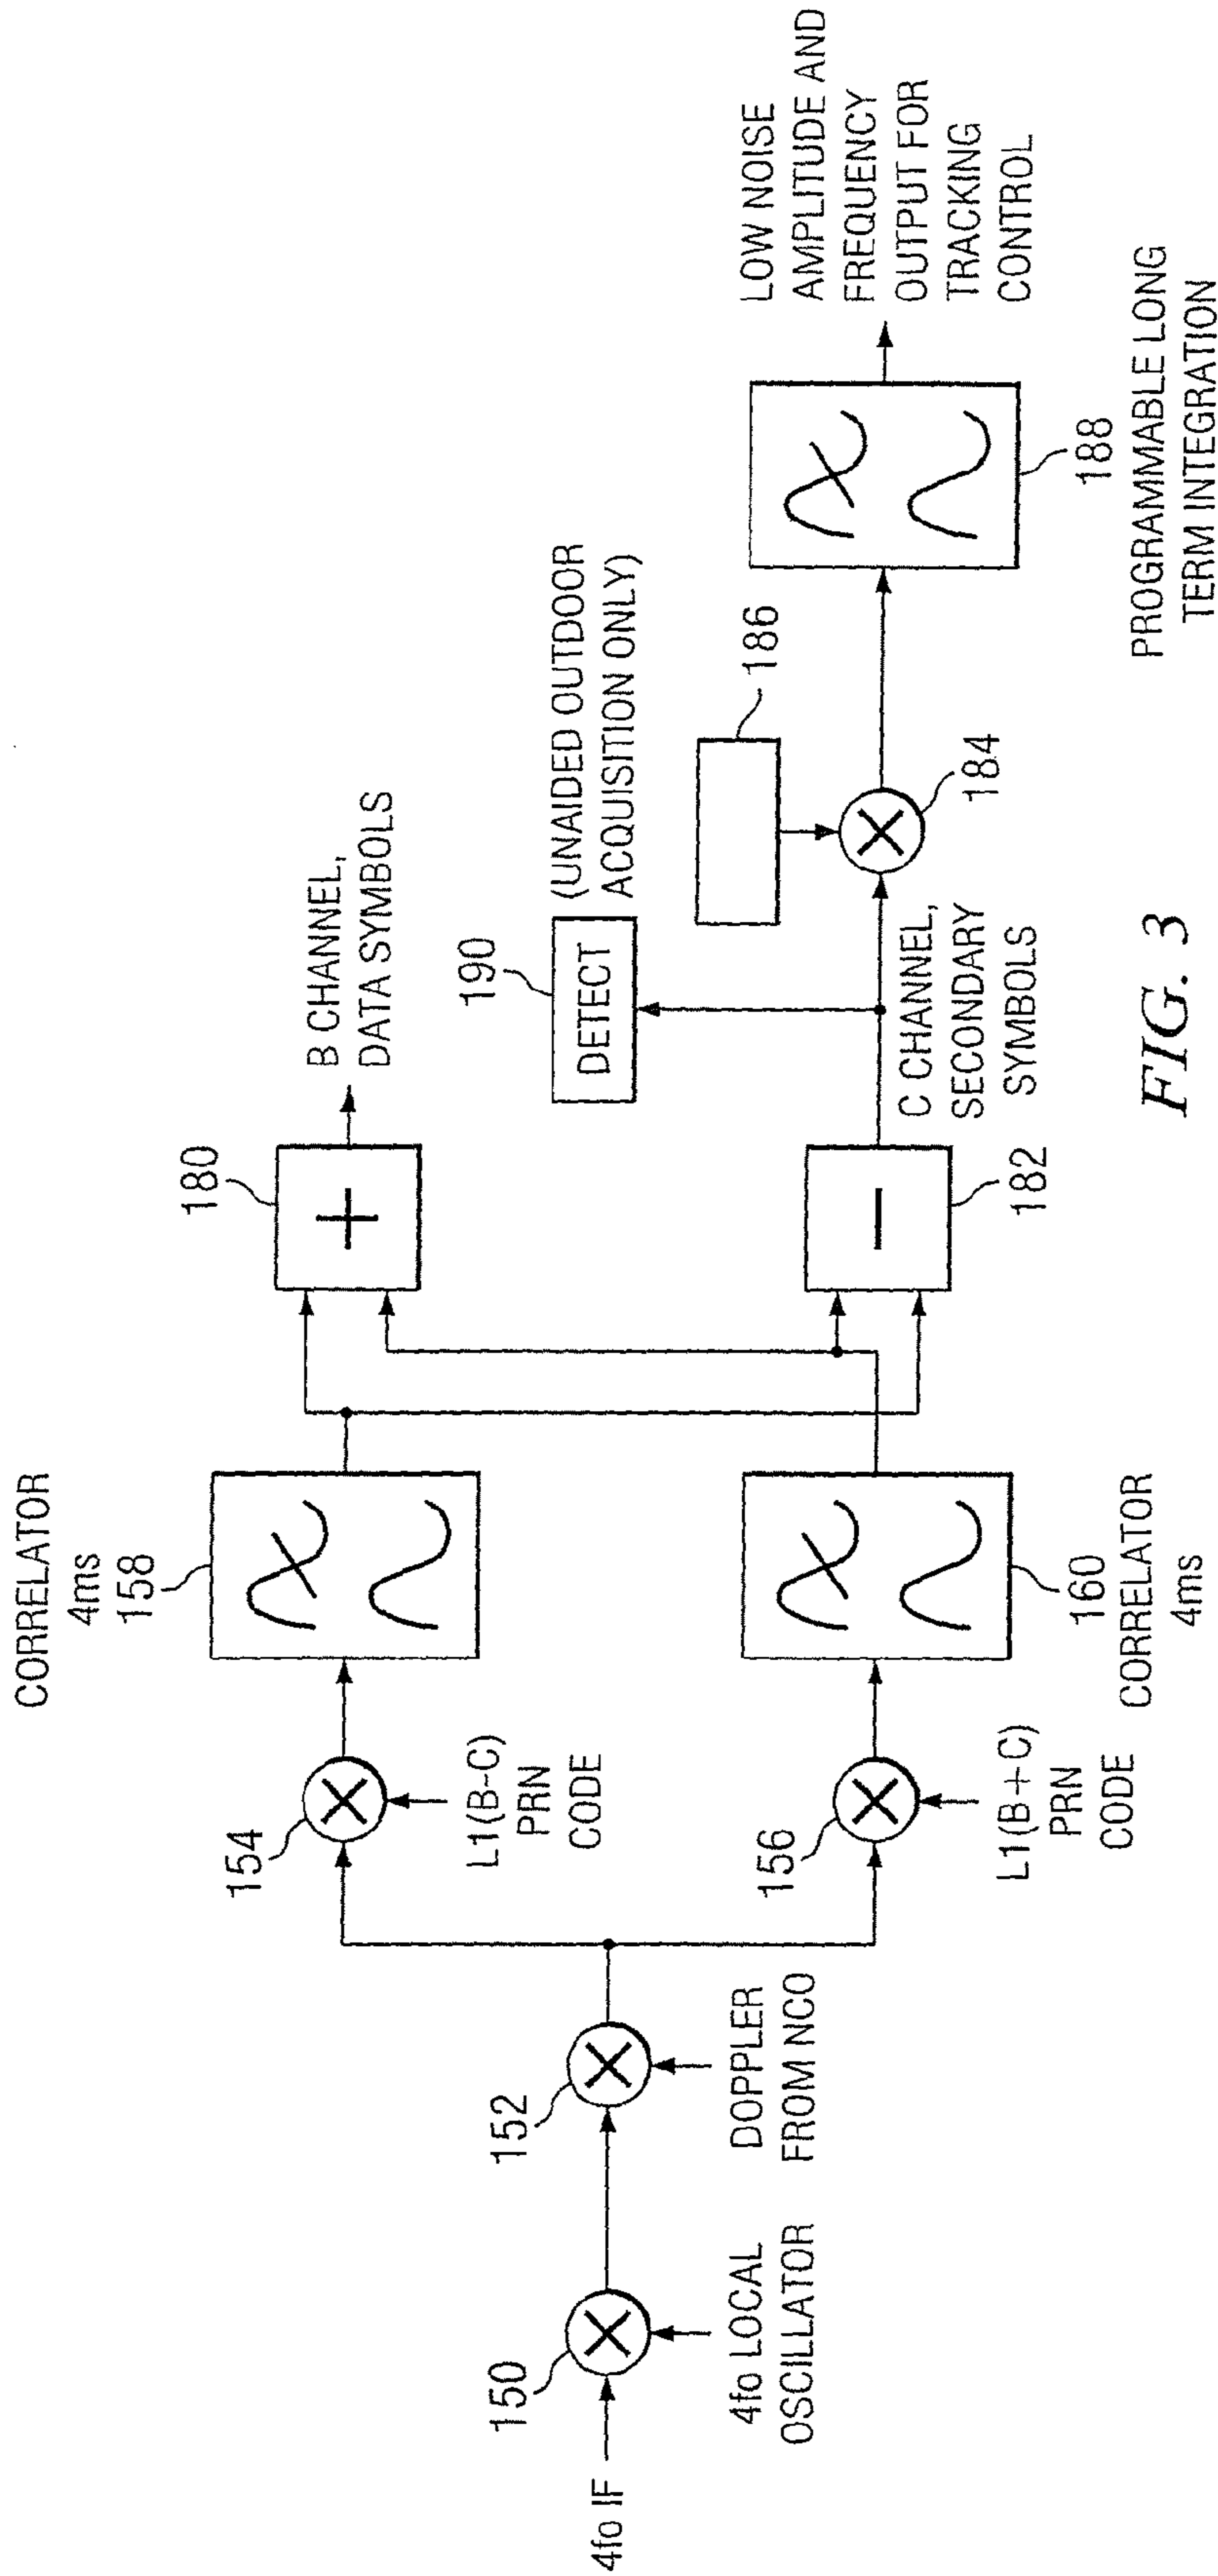 4fo IF
150
4fo LOCAL
OSCILLATOR
152
DOPPLER
FROM NCO
154
L1(B-C)
PRN
CODE
156
L1(B+C)
PRN
CODE
CORRELATOR
4ms
158
160
CORRELATOR
4ms
180
+
B CHANNEL,
DATA SYMBOLS
182
−
C CHANNEL,
SECONDARY
SYMBOLS
190
DETECT
(UNAIDED OUTDOOR
ACQUISITION ONLY)
184
186
188
PROGRAMMABLE LONG
TERM INTEGRATION
LOW NOISE
AMPLITUDE AND
FREQUENCY
OUTPUT FOR
TRACKING
CONTROL
FIG. 3